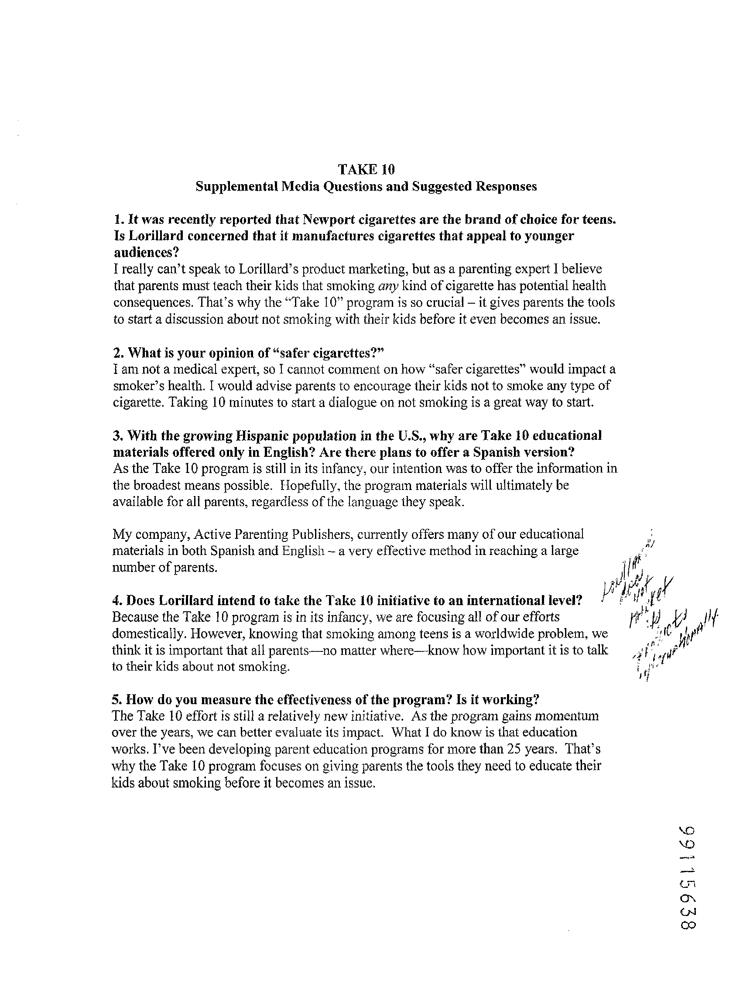 TAKE 10
Supplemental Media Questions and Suggested Responses
1. It was recently reported that Newport cigarettes are the brand of choice for teens.
Is Lorillard concerned that it manufactures cigarettes that appeal to younger
audiences?
I really can't speak to Lorillard's product marketing, but as a parenting expert I believe
that parents must teach their kids that smoking any kind of cigarette has potential health
consequences. That's why the "Take 10" program is so crucial – it gives parents the tools
to start a discussion about not smoking with their kids before it even becomes an issue.
2. What is your opinion of "safer cigarettes?"
I am not a medical expert, so I cannot comment on how "safer cigarettes" would impact a
smoker's health. I would advise parents to encourage their kids not to smoke any type of
cigarette. Taking 10 minutes to start a dialogue on not smoking is a great way to start.
3. With the growing Hispanic population in the U.S., why are Take 10 educational
materials offered only in English? Are there plans to offer a Spanish version?
As the Take 10 program is still in its infancy, our intention was to offer the information in
the broadest means possible. Hopefully, the program materials will ultimately be
available for all parents, regardless of the language they speak.
My company, Active Parenting Publishers, currently offers many of our educational
materials in both Spanish and English – a very effective method in reaching a large
number of parents.
4. Does Lorillard intend to take the Take 10 initiative to an international level?
Because the Take 10 program is in its infancy, we are focusing all of our efforts
domestically. However, knowing that smoking among teens is a worldwide problem, we
think it is important that all parents—no matter where—know how important it is to talk
to their kids about not smoking.
Lorillard
does
not
market
its
products
internationally
5. How do you measure the effectiveness of the program? Is it working?
The Take 10 effort is still a relatively new initiative. As the program gains momentum
over the years, we can better evaluate its impact. What I do know is that education
works. I've been developing parent education programs for more than 25 years. That's
why the Take 10 program focuses on giving parents the tools they need to educate their
kids about smoking before it becomes an issue.
99115638